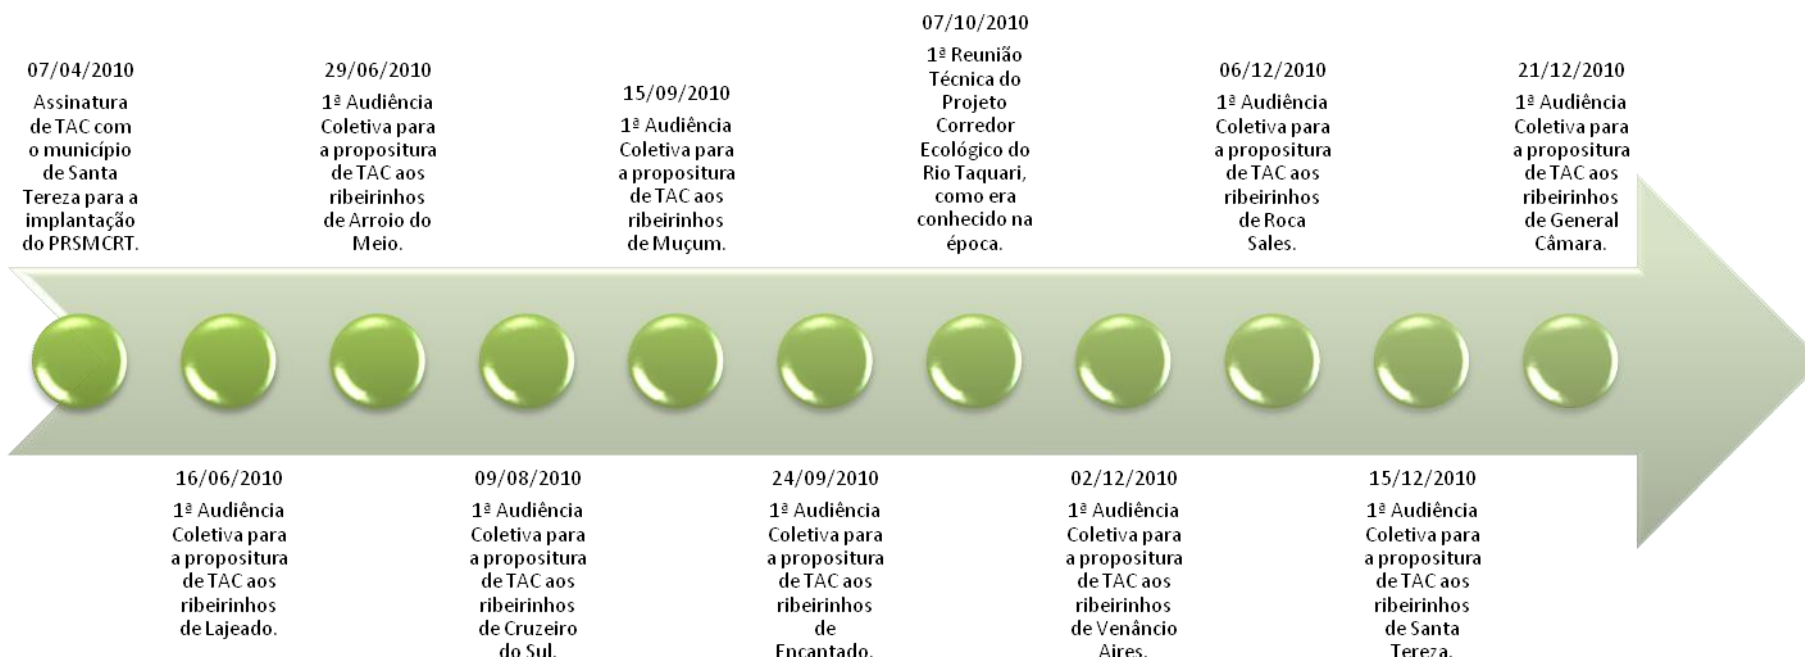 07/04/2010
Assinatura
de TAC com
o município
de Santa
Tereza para a
implantação
do PRSMCRT.
16/06/2010
1ª Audiência
Coletiva para
a propositura
de TAC aos
ribeirinhos
de Lajeado.
29/06/2010
1ª Audiência
Coletiva para
a propositura
de TAC aos
ribeirinhos
de Arroio do
Meio.
09/08/2010
1ª Audiência
Coletiva para
a propositura
de TAC aos
ribeirinhos
de Cruzeiro
do Sul.
15/09/2010
1ª Audiência
Coletiva para
a propositura
de TAC aos
ribeirinhos
de Muçum.
24/09/2010
1ª Audiência
Coletiva para
a propositura
de TAC aos
ribeirinhos
de
Encantado.
07/10/2010
1ª Reunião
Técnica do
Projeto
Corredor
Ecológico do
Rio Taquari,
como era
conhecido na
época.
02/12/2010
1ª Audiência
Coletiva para
a propositura
de TAC aos
ribeirinhos
de Venâncio
Aires.
06/12/2010
1ª Audiência
Coletiva para
a propositura
de TAC aos
ribeirinhos
de Roca
Sales.
15/12/2010
1ª Audiência
Coletiva para
a propositura
de TAC aos
ribeirinhos
de Santa
Tereza.
21/12/2010
1ª Audiência
Coletiva para
a propositura
de TAC aos
ribeirinhos
de General
Câmara.